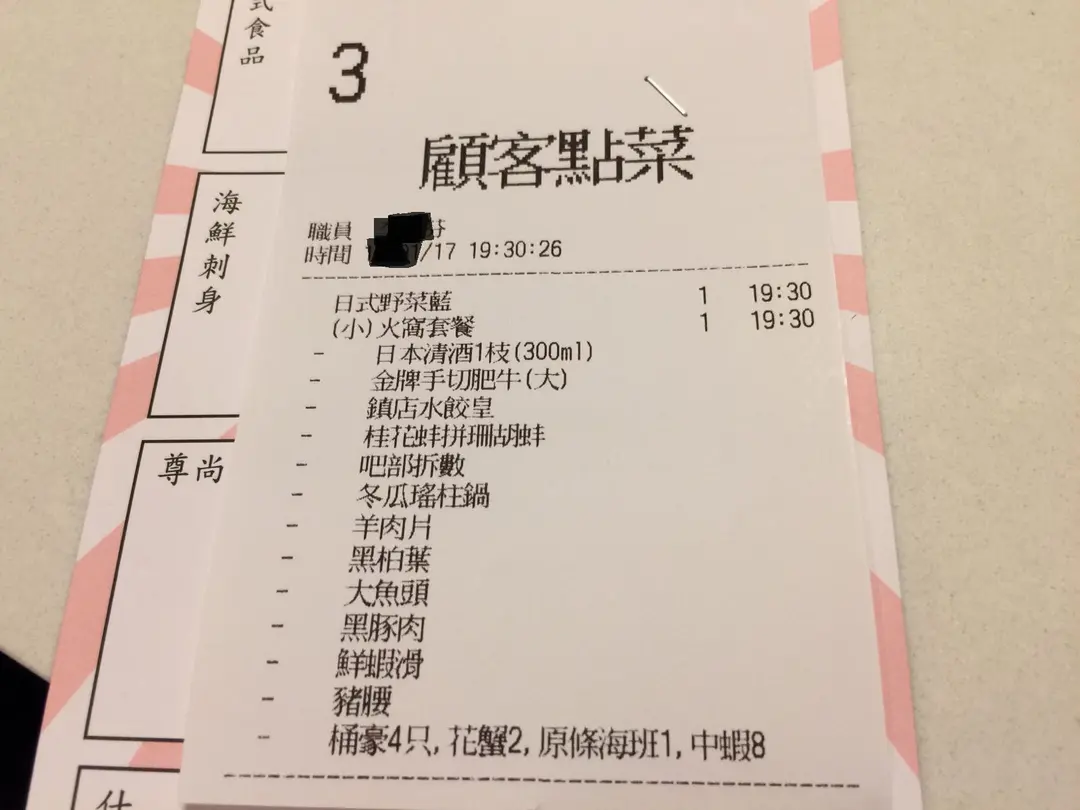 式食品
海鮮刺身
尊尚
什
3
顧客點菜
職員 芬
時間 /17 19:30:26
日式野菜藍 1 19:30
(小)火窩套餐 1 19:30
- 日本清酒1枝(300ml)
- 金牌手切肥牛(大)
- 鎮店水餃皇
- 桂花蚌拼珊瑚蚌
- 吧部拆數
- 冬瓜瑤柱鍋
- 羊肉片
- 黑柏葉
- 大魚頭
- 黑豚肉
- 鮮蝦滑
- 豬腰
- 桶豪4只, 花蟹2, 原條海班1, 中蝦8